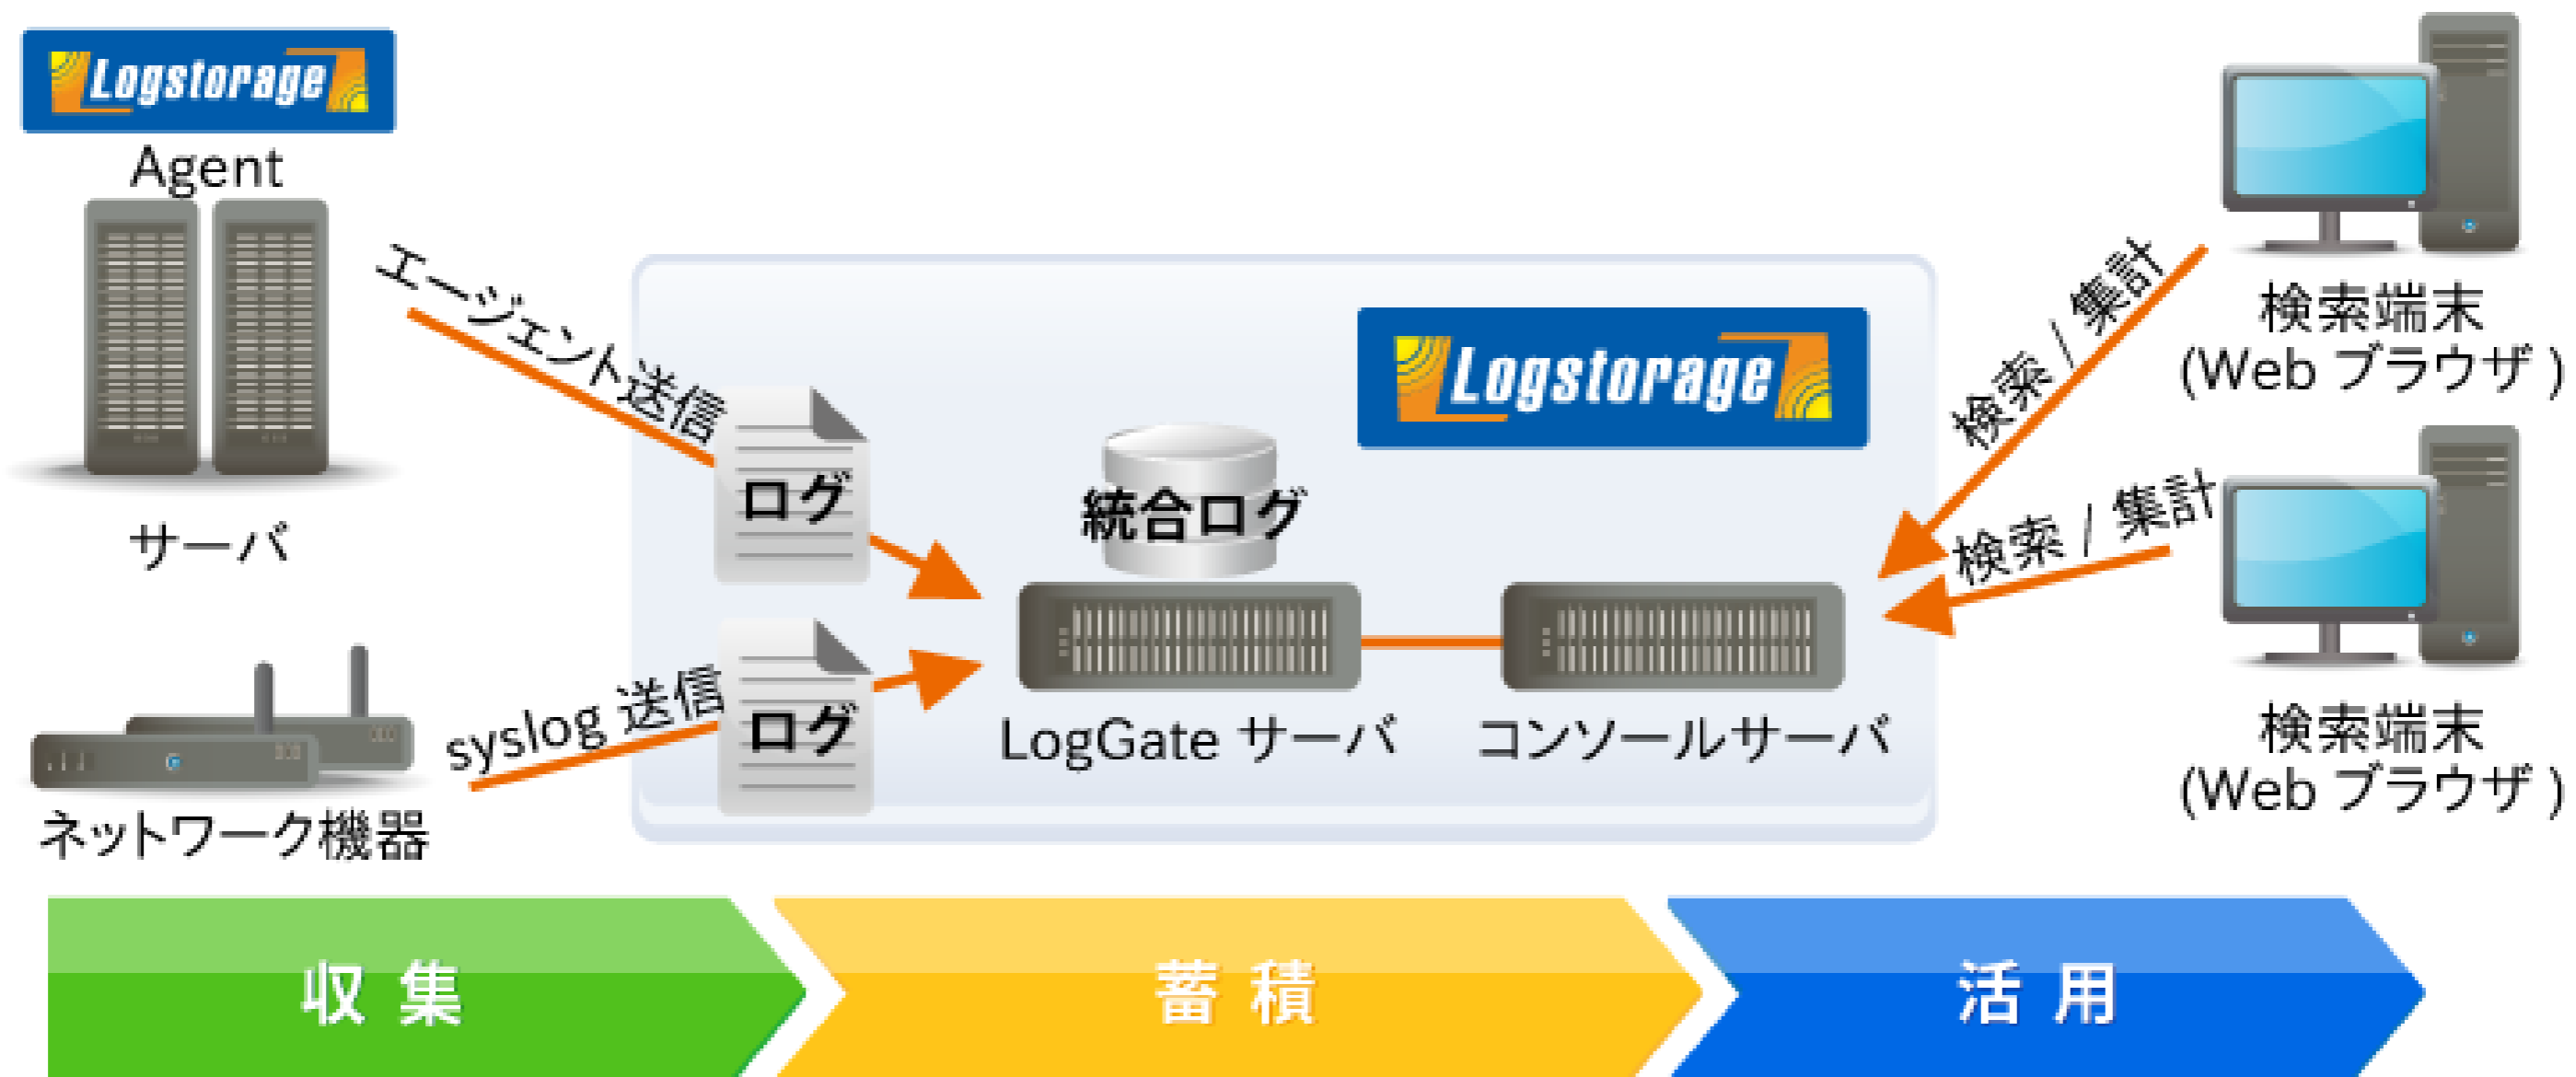 Logstorage
Agent
サーバ
エージェント送信
ログ
ネットワーク機器
syslog 送信
ログ
Logstorage
統合ログ
LogGate サーバ
コンソールサーバ
検索 / 集計
検索端末
(Web ブラウザ )
検索 / 集計
検索端末
(Web ブラウザ )
収 集
蓄 積
活 用